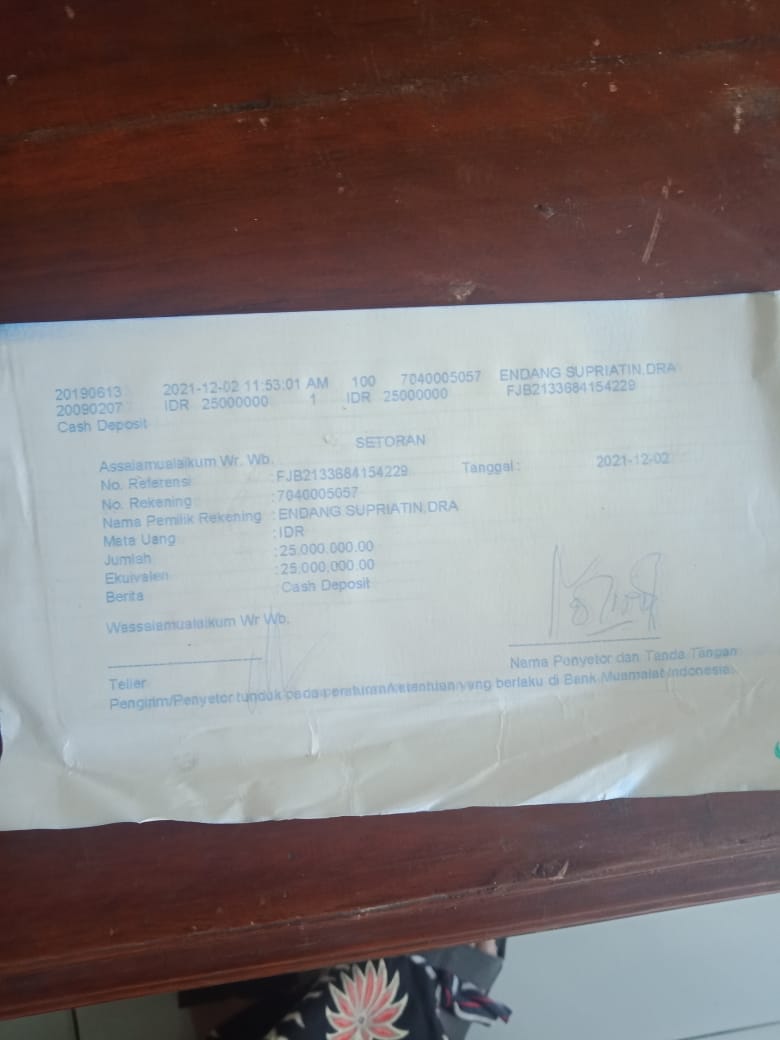 20190613 2021-12-02 11:53:01 AM 100 7040005057 ENDANG SUPRIATIN,DRA
20090207 IDR 25000000 1 IDR 25000000 FJB2133684154229
Cash Deposit
SETORAN
Assalamualaikum Wr. Wb.
No. Referensi : FJB2133684154229 Tanggal : 2021-12-02
No. Rekening : 7040005057
Nama Pemilik Rekening : ENDANG SUPRIATIN,DRA
Mata Uang : IDR
Jumlah : 25,000,000.00
Ekuivalen : 25,000,000.00
Berita : Cash Deposit
Wassalamualaikum Wr Wb.
Teller Nama Penyetor dan Tanda Tangan
Pengirim/Penyetor tunduk pada peraturan/ketentuan yang berlaku di Bank Muamalat Indonesia.